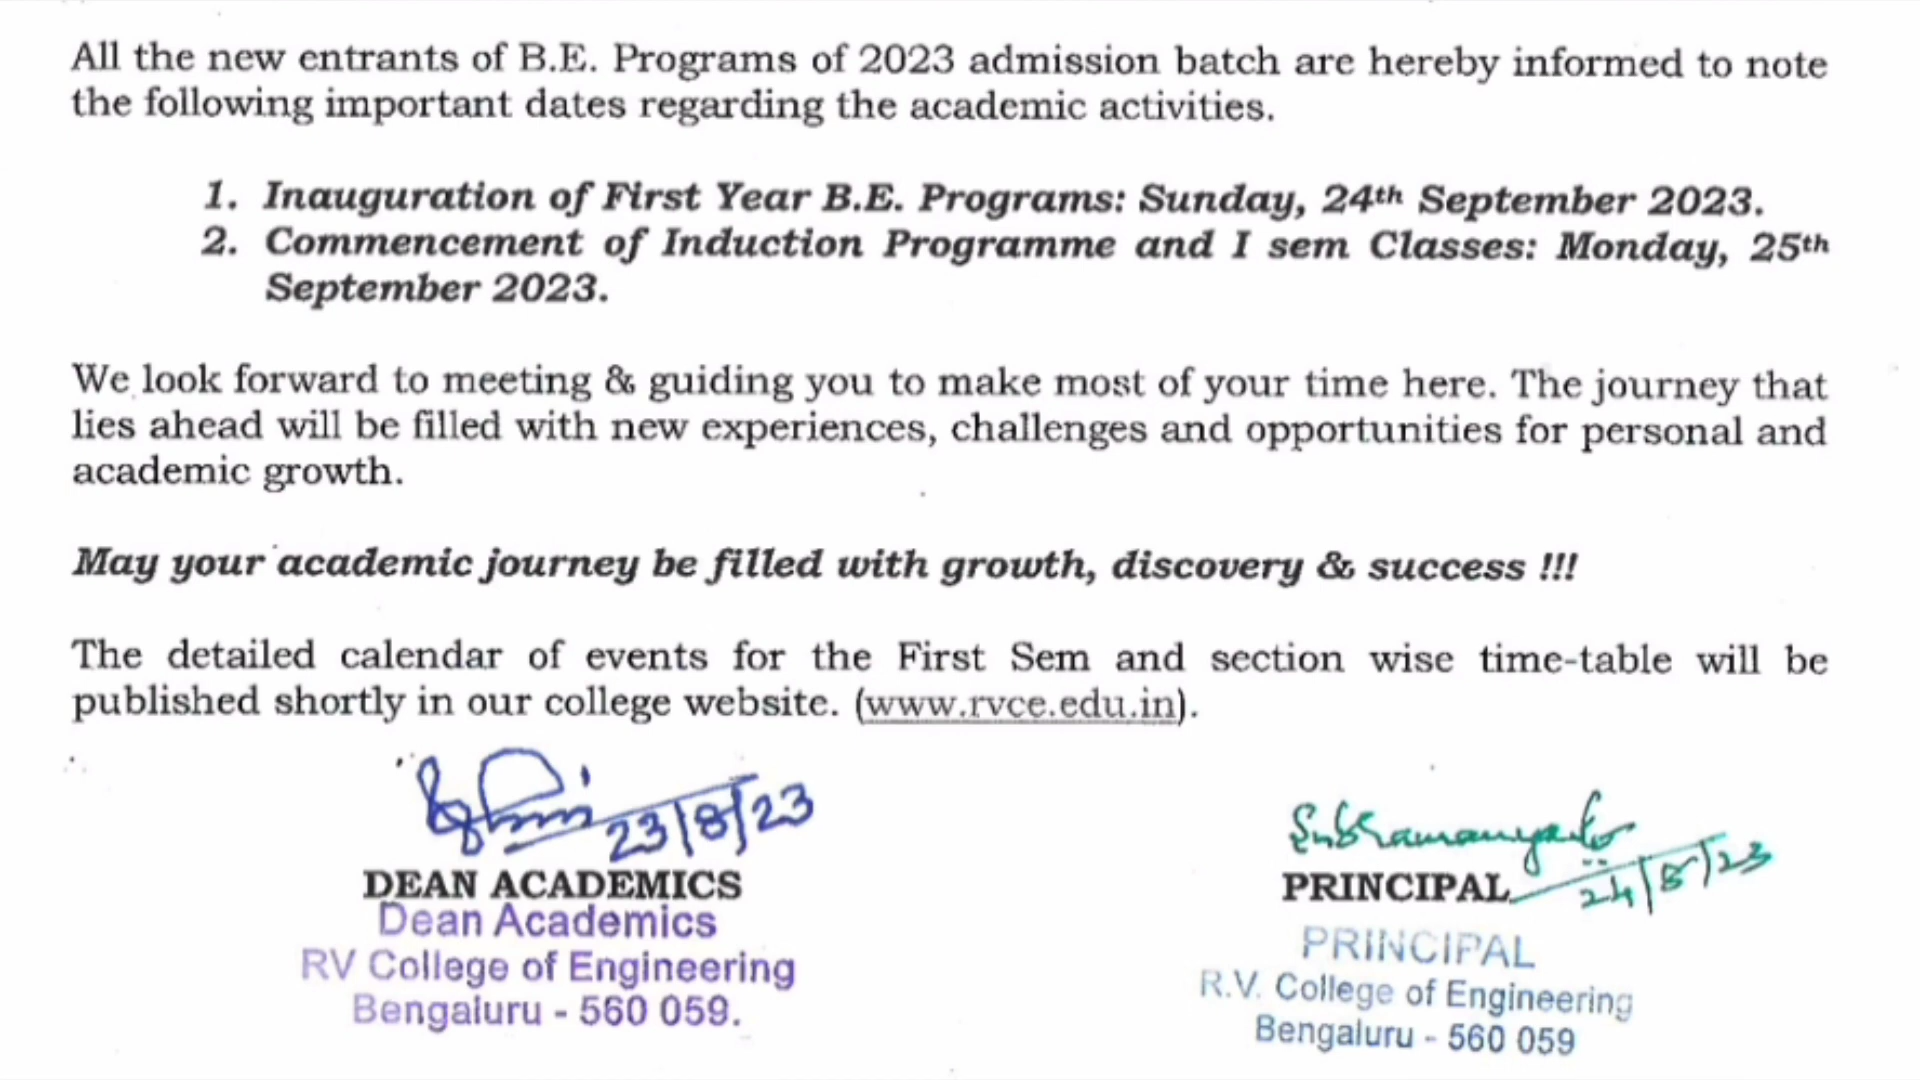 All the new entrants of B.E. Programs of 2023 admission batch are hereby informed to note
the following important dates regarding the academic activities.
1. Inauguration of First Year B.E. Programs: Sunday, 24th September 2023.
2. Commencement of Induction Programme and I sem Classes: Monday, 25th
September 2023.
We look forward to meeting & guiding you to make most of your time here. The journey that
lies ahead will be filled with new experiences, challenges and opportunities for personal and
academic growth.
May your academic journey be filled with growth, discovery & success !!!
The detailed calendar of events for the First Sem and section wise time-table will be
published shortly in our college website. (www.rvce.edu.in).
23/8/23
DEAN ACADEMICS
Dean Academics
RV College of Engineering
Bengaluru - 560 059.
24/8/23
PRINCIPAL
PRINCIPAL
R.V. College of Engineering
Bengaluru - 560 059